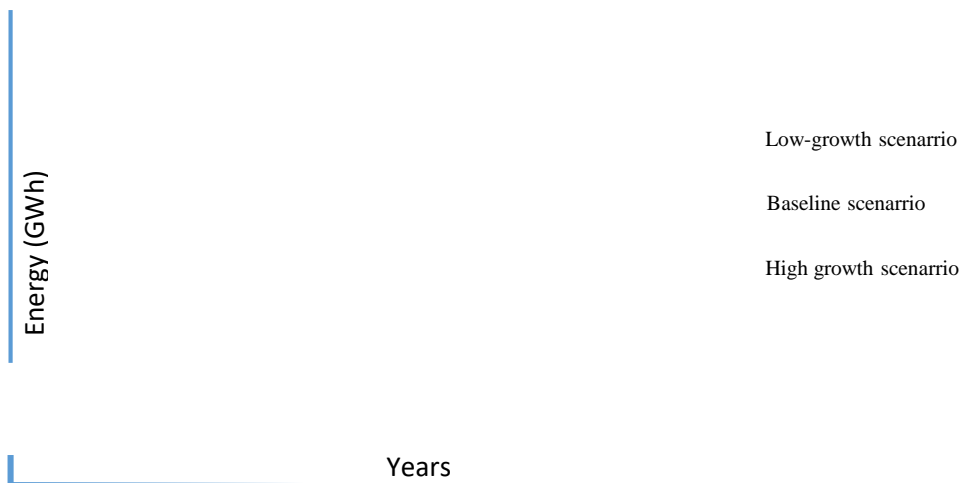 Energy (GWh)
Low-growth scenarrio
Baseline scenarrio
High growth scenarrio
Years